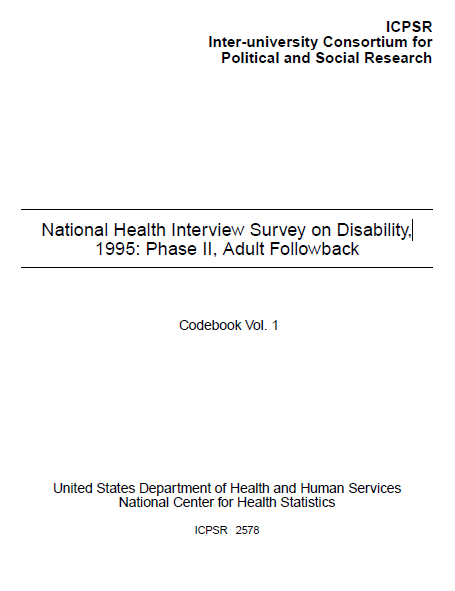 ICPSR
Inter-university Consortium for
Political and Social Research
National Health Interview Survey on Disability,
1995: Phase II, Adult Followback
Codebook Vol. 1
United States Department of Health and Human Services
National Center for Health Statistics
ICPSR 2578